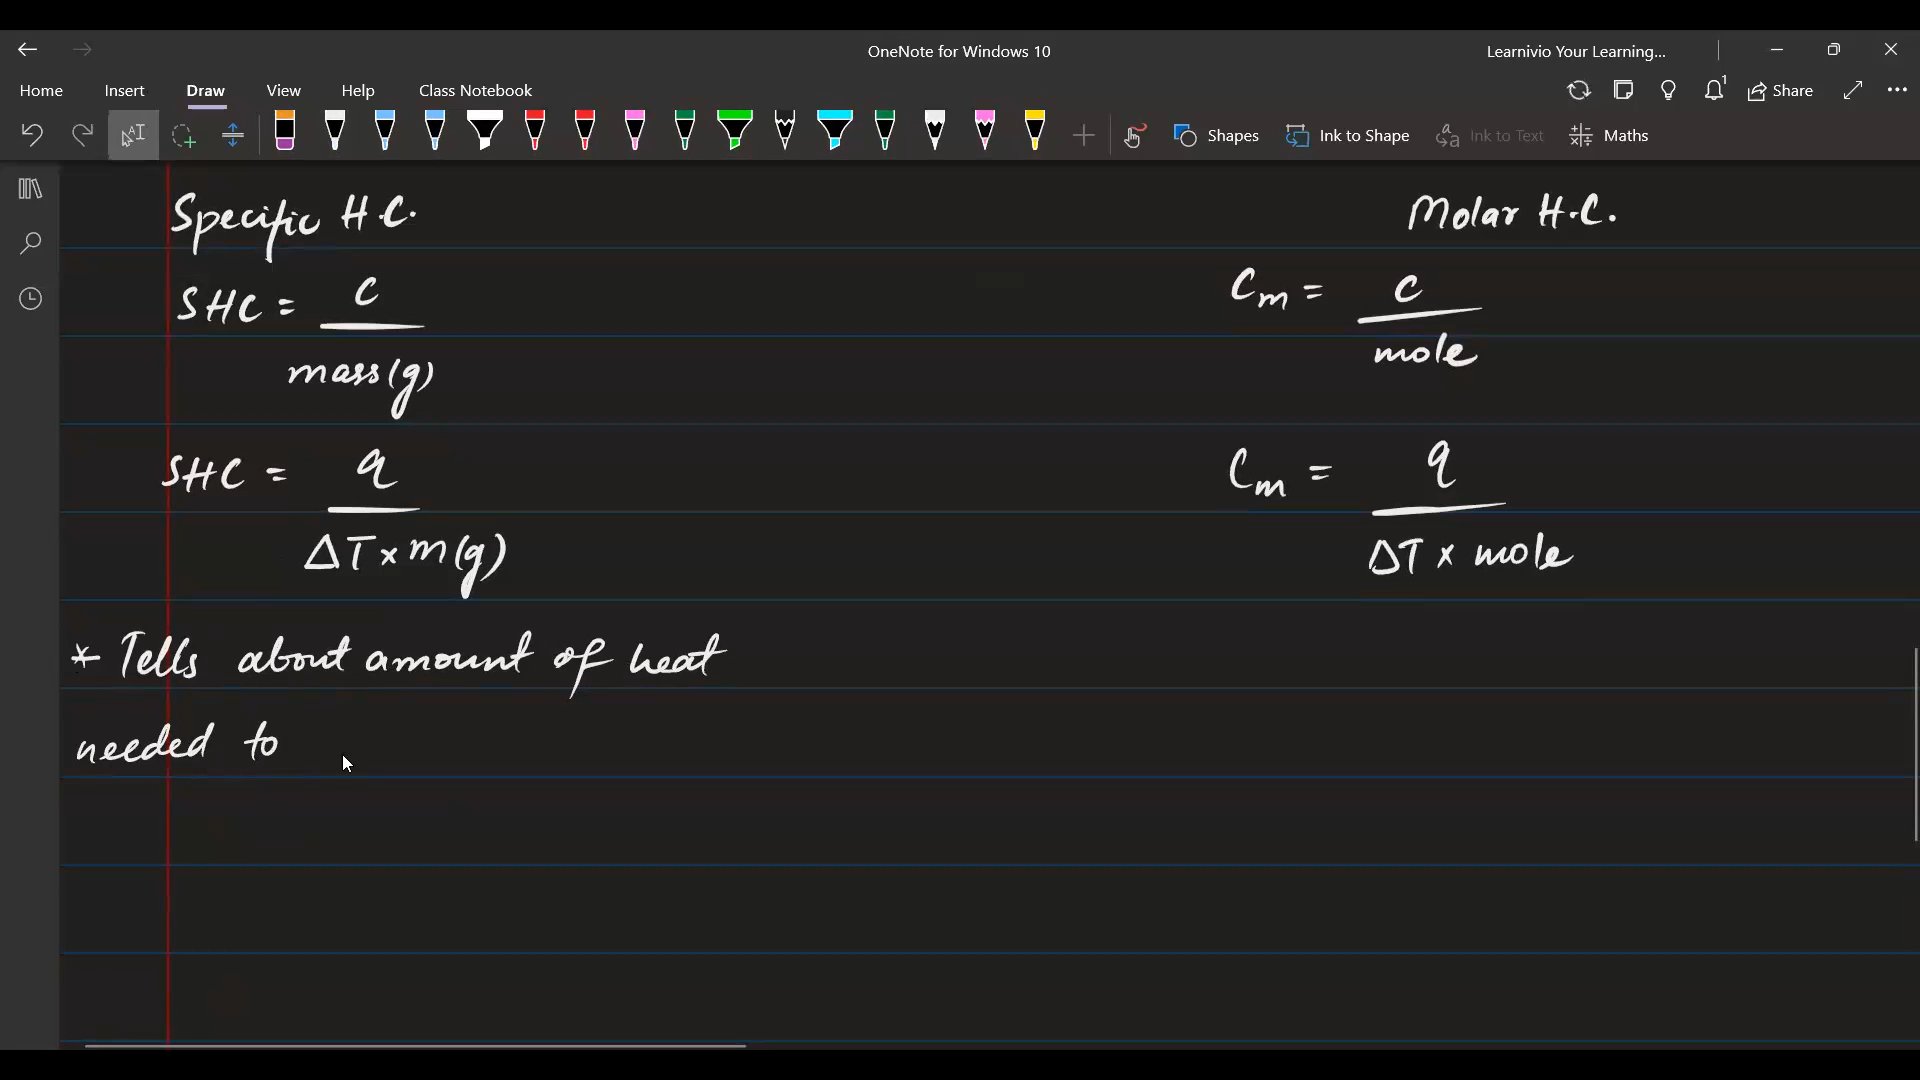 OneNote for Windows 10
Learnivio Your Learning...
Home Insert Draw View Help Class Notebook
1
Share
Shapes Ink to Shape Ink to Text Maths
Specific H.C.
Molar H.C.
SHC = c / mass(g)
Cm = c / mole
SHC = q / ΔT × m(g)
Cm = q / ΔT × mole
* Tells about amount of heat
needed to